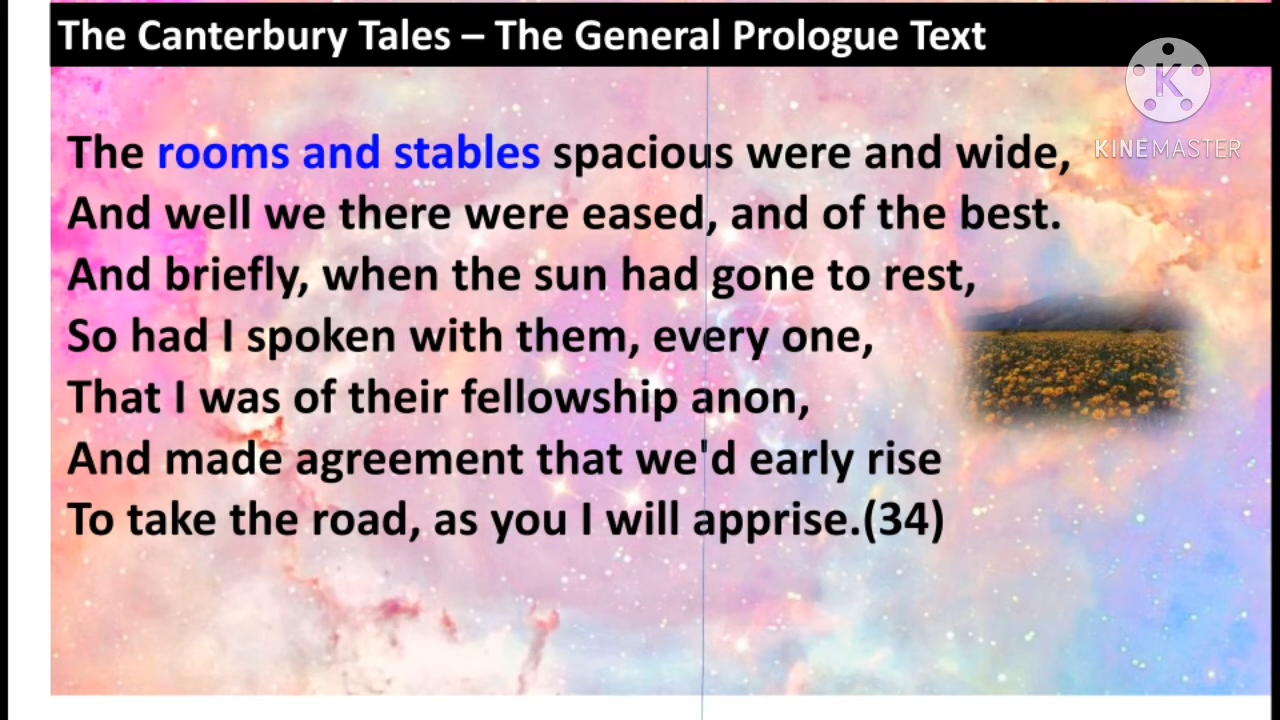 The Canterbury Tales – The General Prologue Text
K
KINEMASTER
The rooms and stables spacious were and wide,
And well we there were eased, and of the best.
And briefly, when the sun had gone to rest,
So had I spoken with them, every one,
That I was of their fellowship anon,
And made agreement that we'd early rise
To take the road, as you I will apprise.(34)